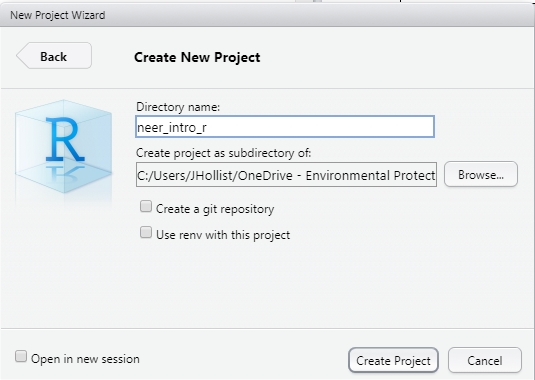 New Project Wizard
Back
Create New Project
R
Directory name:
neer_intro_r
Create project as subdirectory of:
C:/Users/JHollist/OneDrive - Environmental Protect
Browse...
Create a git repository
Use renv with this project
Open in new session
Create Project
Cancel